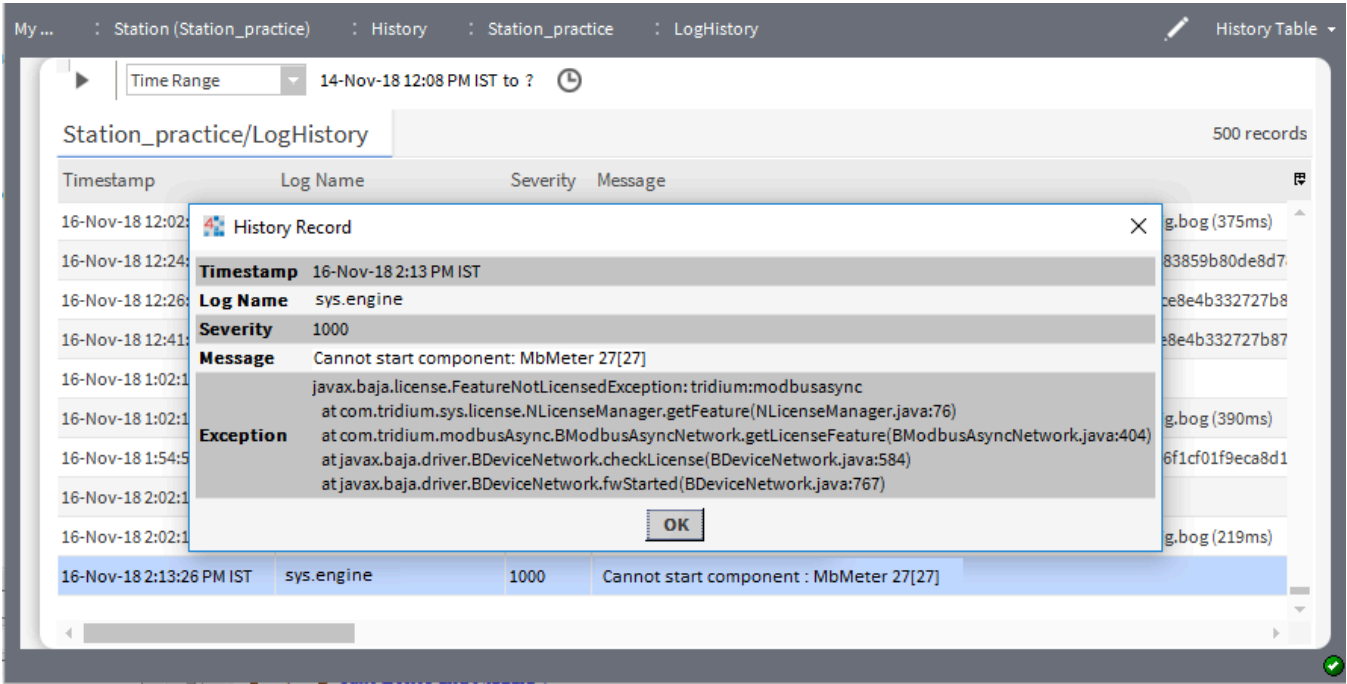 My ... : Station (Station_practice) : History : Station_practice : LogHistory History Table
Time Range 14-Nov-18 12:08 PM IST to ?
Station_practice/LogHistory 500 records
Timestamp Log Name Severity Message
16-Nov-18 12:02: g.bog (375ms)
History Record
16-Nov-18 12:24: 83859b80de8d7
Timestamp 16-Nov-18 2:13 PM IST
16-Nov-18 12:26: ce8e4b332727b8
Log Name sys.engine
Severity 1000
16-Nov-18 12:41: e8e4b332727b87
Message Cannot start component: MbMeter 27[27]
16-Nov-18 1:02:1
javax.baja.license.FeatureNotLicensedException: tridium:modbusasync
at com.tridium.sys.license.NLicenseManager.getFeature(NLicenseManager.java:76)
16-Nov-18 1:02:1 g.bog (390ms)
Exception at com.tridium.modbusAsync.BModbusAsyncNetwork.getLicenseFeature(BModbusAsyncNetwork.java:404)
16-Nov-18 1:54:5 6f1cf01f9eca8d1
at javax.baja.driver.BDeviceNetwork.checkLicense(BDeviceNetwork.java:584)
at javax.baja.driver.BDeviceNetwork.fwStarted(BDeviceNetwork.java:767)
16-Nov-18 2:02:1
OK
16-Nov-18 2:02:1 g.bog (219ms)
16-Nov-18 2:13:26 PM IST sys.engine 1000 Cannot start component : MbMeter 27[27]